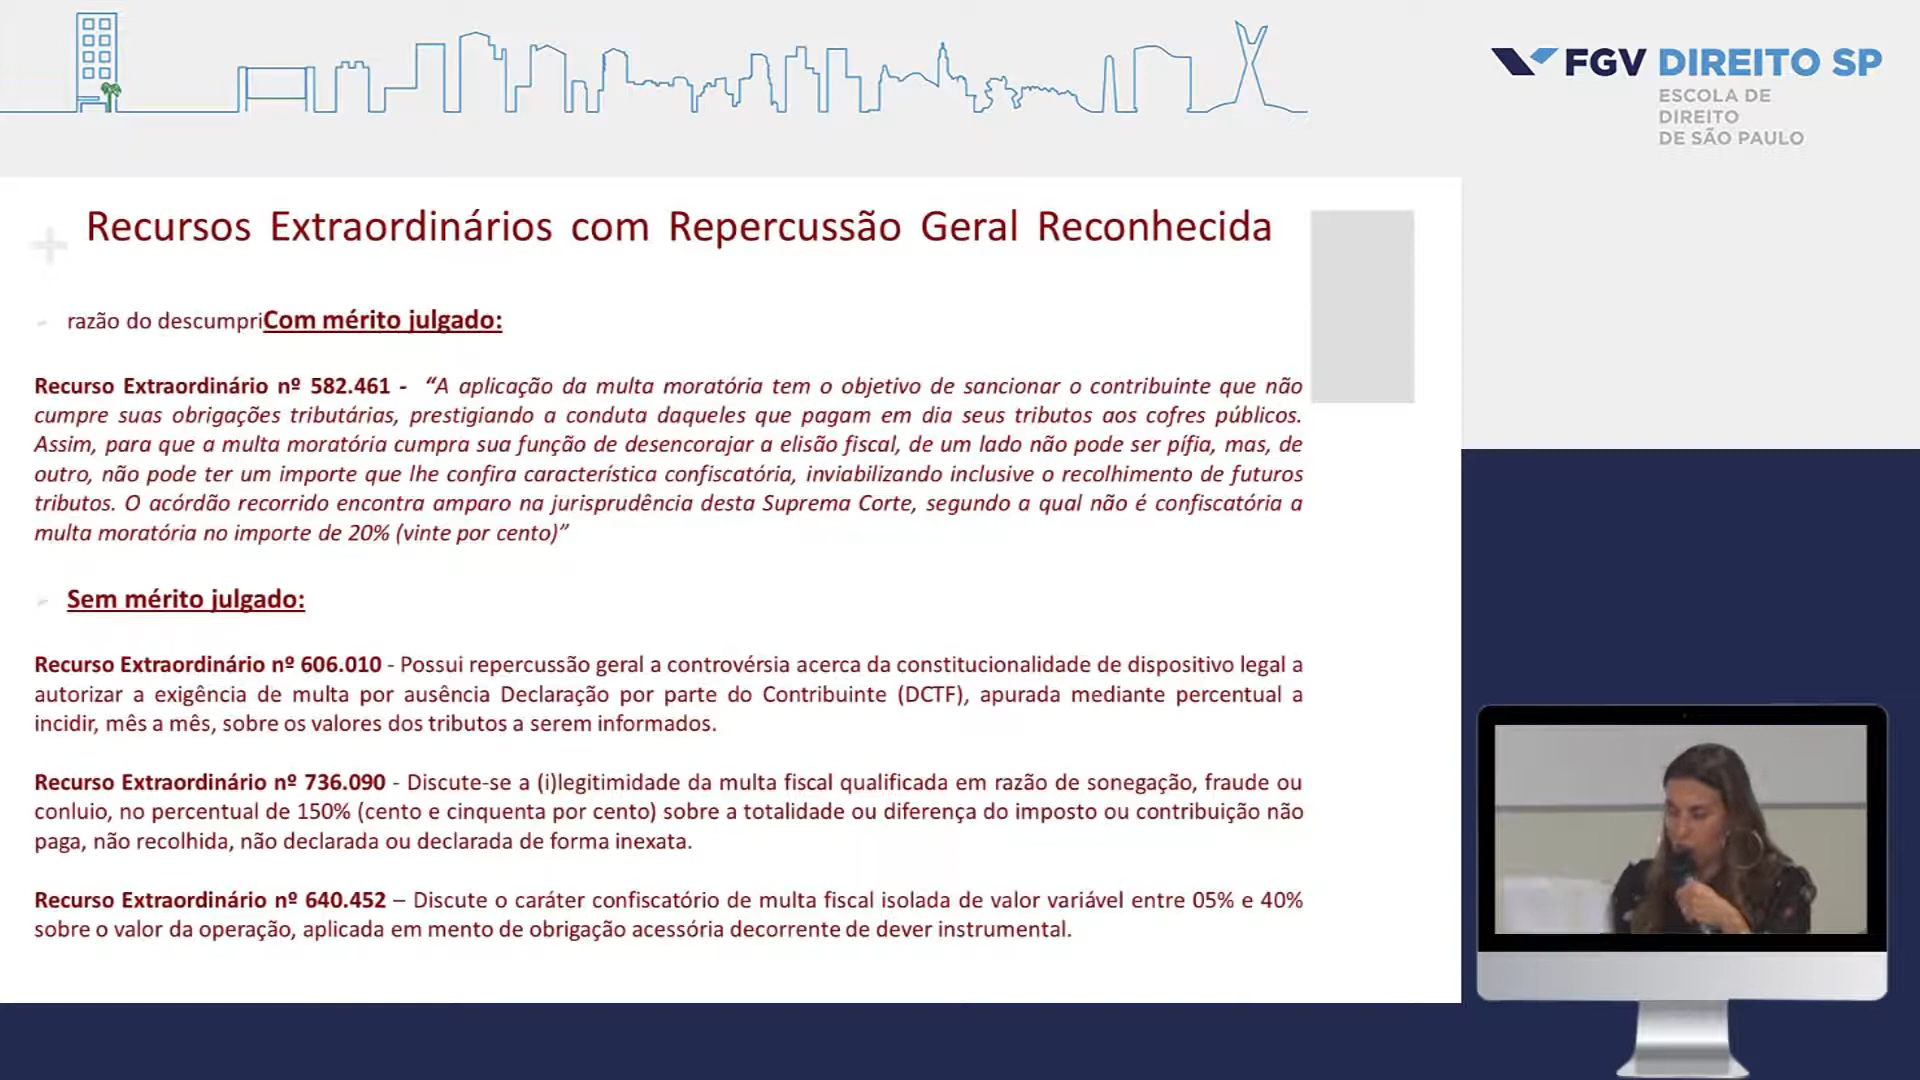 FGV DIREITO SP
ESCOLA DE
DIREITO
DE SÃO PAULO
Recursos Extraordinários com Repercussão Geral Reconhecida
razão do descumpriCom mérito julgado:
Recurso Extraordinário nº 582.461 - “A aplicação da multa moratória tem o objetivo de sancionar o contribuinte que não
cumpre suas obrigações tributárias, prestigiando a conduta daqueles que pagam em dia seus tributos aos cofres públicos.
Assim, para que a multa moratória cumpra sua função de desencorajar a elisão fiscal, de um lado não pode ser pífia, mas, de
outro, não pode ter um importe que lhe confira característica confiscatória, inviabilizando inclusive o recolhimento de futuros
tributos. O acórdão recorrido encontra amparo na jurisprudência desta Suprema Corte, segundo a qual não é confiscatória a
multa moratória no importe de 20% (vinte por cento)”
Sem mérito julgado:
Recurso Extraordinário nº 606.010 - Possui repercussão geral a controvérsia acerca da constitucionalidade de dispositivo legal a
autorizar a exigência de multa por ausência Declaração por parte do Contribuinte (DCTF), apurada mediante percentual a
incidir, mês a mês, sobre os valores dos tributos a serem informados.
Recurso Extraordinário nº 736.090 - Discute-se a (i)legitimidade da multa fiscal qualificada em razão de sonegação, fraude ou
conluio, no percentual de 150% (cento e cinquenta por cento) sobre a totalidade ou diferença do imposto ou contribuição não
paga, não recolhida, não declarada ou declarada de forma inexata.
Recurso Extraordinário nº 640.452 – Discute o caráter confiscatório de multa fiscal isolada de valor variável entre 05% e 40%
sobre o valor da operação, aplicada em mento de obrigação acessória decorrente de dever instrumental.